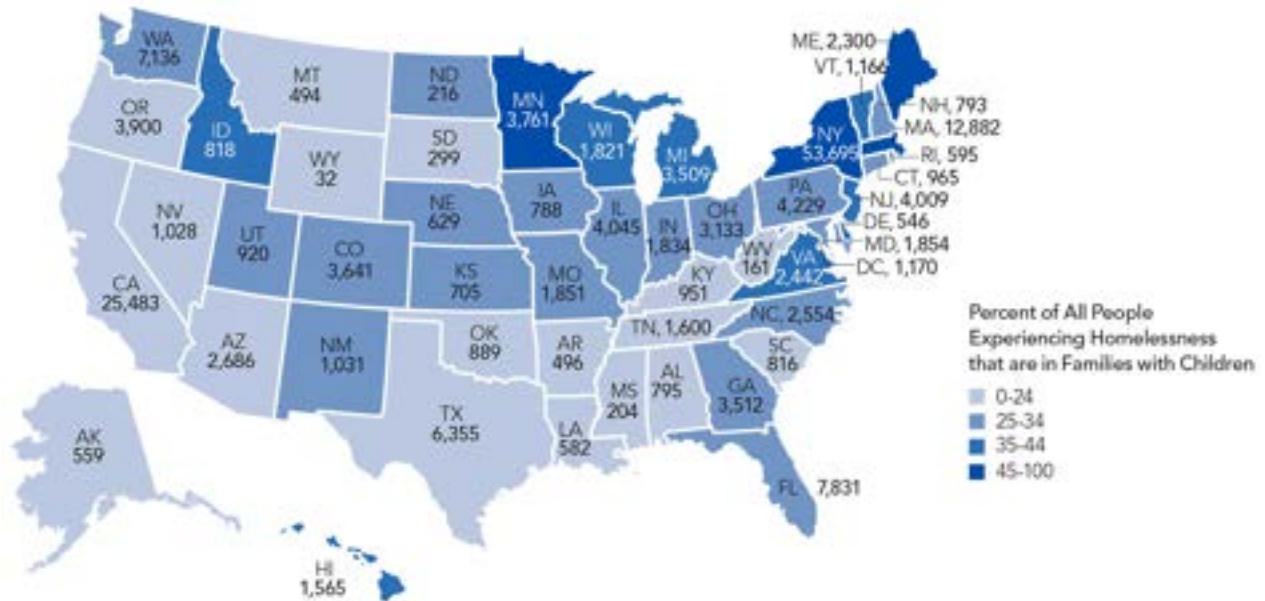 WA
7,136
MT
494
ND
216
MN
3,761
ME, 2,300
VT, 1,166
NH, 793
MA, 12,882
RI, 595
CT, 965
NJ, 4,009
DE, 546
MD, 1,854
DC, 1,170
OR
3,900
ID
818
WY
32
SD
299
WI
1,821
MI
3,509
NY
53,695
NV
1,028
UT
920
CO
3,641
NE
629
IA
788
IL
4,045
IN
1,834
OH
3,133
PA
4,229
WV
161
VA
2,442
CA
25,483
KS
705
MO
1,851
KY
951
AZ
2,686
NM
1,031
OK
889
AR
496
TN, 1,600
NC, 2,554
SC
816
TX
6,355
LA
582
MS
204
AL
795
GA
3,512
FL
7,831
AK
559
HI
1,565
Percent of All People
Experiencing Homelessness
that are in Families with Children
0-24
25-34
35-44
45-100